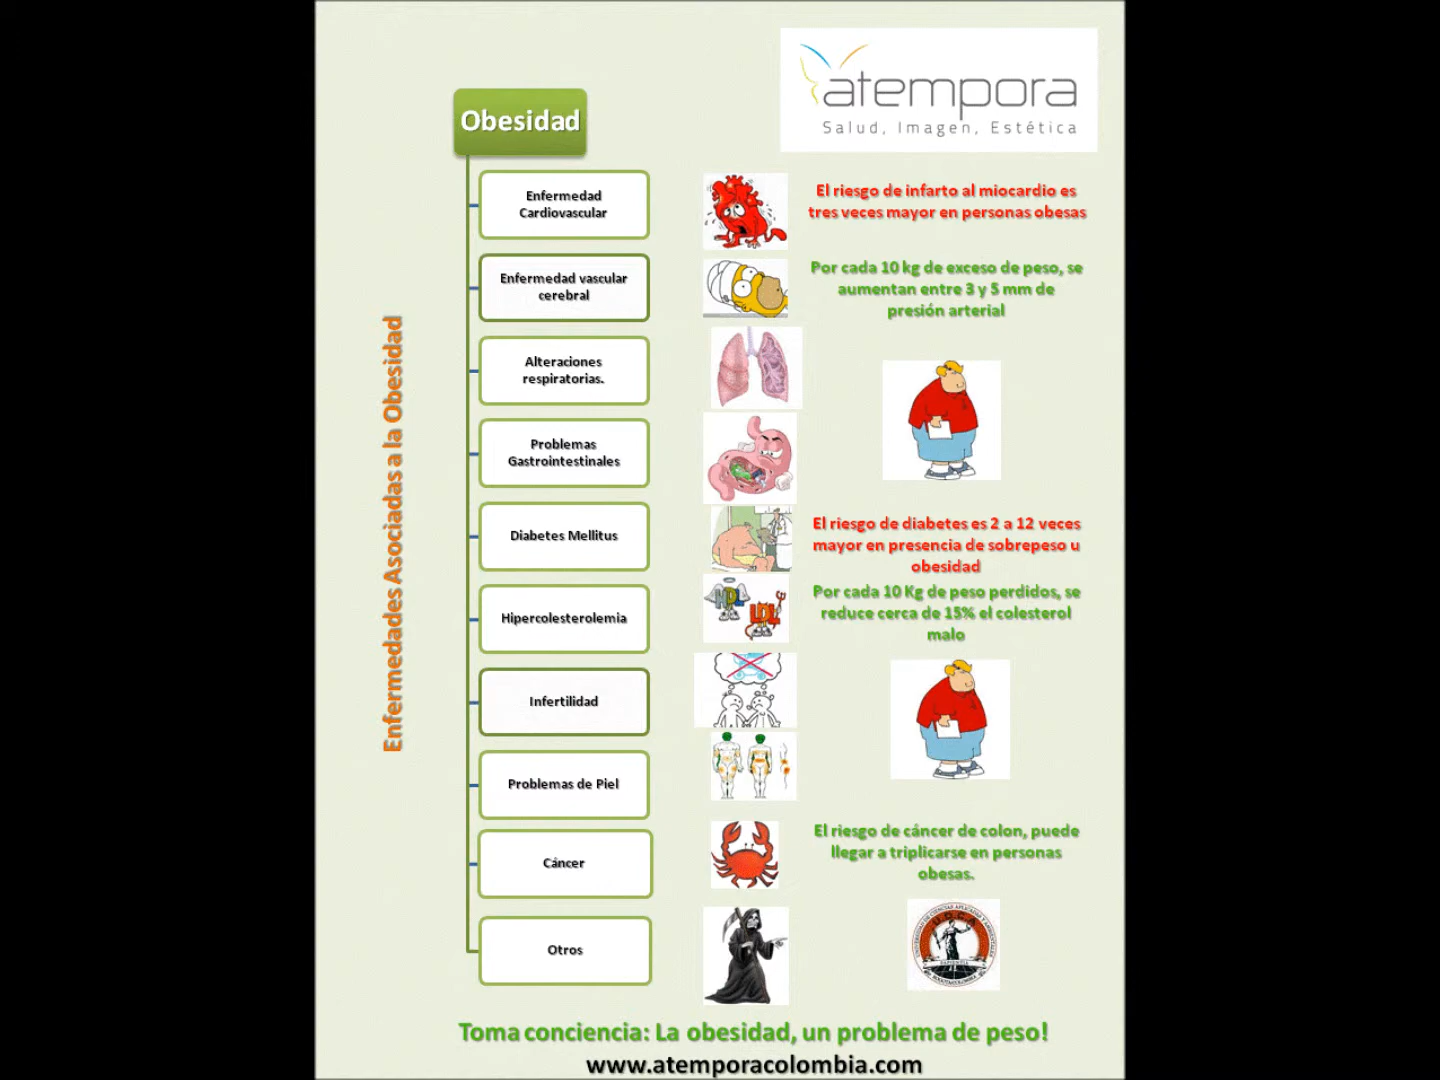 atempora
Salud, Imagen, Estética
Obesidad
Enfermedades Asociadas a la Obesidad
Enfermedad
Cardiovascular
El riesgo de infarto al miocardio es
tres veces mayor en personas obesas
Enfermedad vascular
cerebral
Por cada 10 kg de exceso de peso, se
aumentan entre 3 y 5 mm de
presión arterial
Alteraciones
respiratorias.
Problemas
Gastrointestinales
Diabetes Mellitus
El riesgo de diabetes es 2 a 12 veces
mayor en presencia de sobrepeso u
obesidad
Hipercolesterolemia
HDL
LDL
Por cada 10 Kg de peso perdidos, se
reduce cerca de 15% el colesterol
malo
Infertilidad
Problemas de Piel
Cáncer
El riesgo de cáncer de colon, puede
llegar a triplicarse en personas
obesas.
Otros
UNIVERSIDAD DE CIENCIAS APLICADAS Y AMBIENTALES
U.D.C.A
Toma conciencia: La obesidad, un problema de peso!
www.atemporacolombia.com